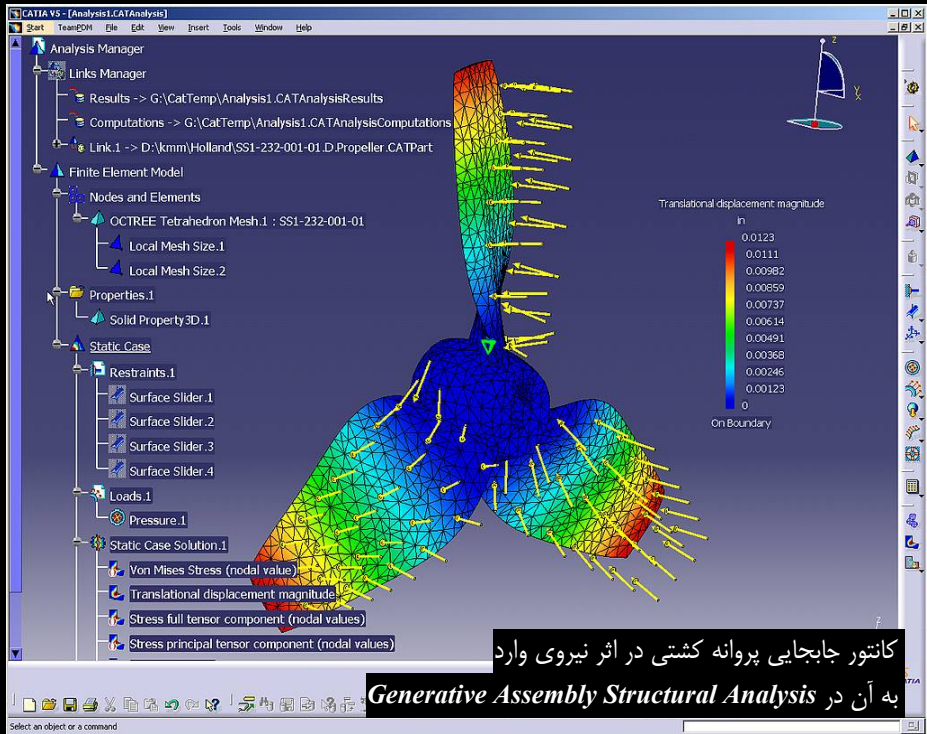 CATIA V5 - [Analysis1.CATAnalysis]
Start TeamPDM File Edit View Insert Tools Window Help
Analysis Manager
Links Manager
Results -> G:\CatTemp\Analysis1.CATAnalysisResults
Computations -> G:\CatTemp\Analysis1.CATAnalysisComputations
Link.1 -> D:\kmm\Holland\SS1-232-001-01.D.Propeller.CATPart
Finite Element Model
Nodes and Elements
OCTREE Tetrahedron Mesh.1 : SS1-232-001-01
Local Mesh Size.1
Local Mesh Size.2
Properties.1
Solid Property3D.1
Static Case
Restraints.1
Surface Slider.1
Surface Slider.2
Surface Slider.3
Surface Slider.4
Loads.1
Pressure.1
Static Case Solution.1
Von Mises Stress (nodal value)
Translational displacement magnitude
Stress full tensor component (nodal values)
Stress principal tensor component (nodal values)
z
y
x
Translational displacement magnitude
in
0.0123
0.0111
0.00982
0.00859
0.00737
0.00614
0.00491
0.00368
0.00246
0.00123
0
On Boundary
z
کانتور جابجایی پروانه کشتی در اثر نیروی وارد
به آن در Generative Assembly Structural Analysis
Select an object or a command